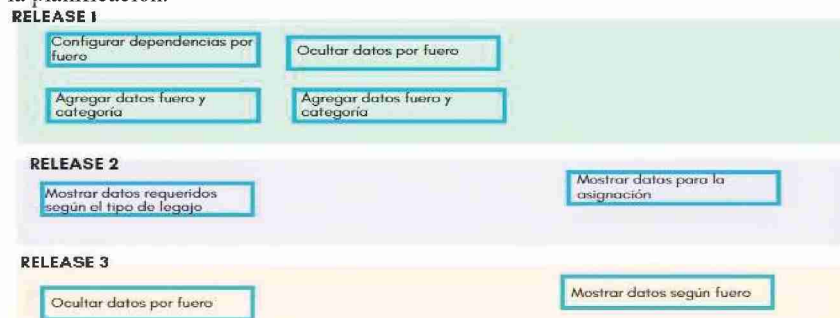 la planificación.
RELEASE 1
Configurar dependencias por
fuero
Ocultar datos por fuero
Agregar datos fuero y
categoría
Agregar datos fuero y
categoría
RELEASE 2
Mostrar datos requeridos
según el tipo de legajo
Mostrar datos para la
asignación
RELEASE 3
Ocultar datos por fuero
Mostrar datos según fuero